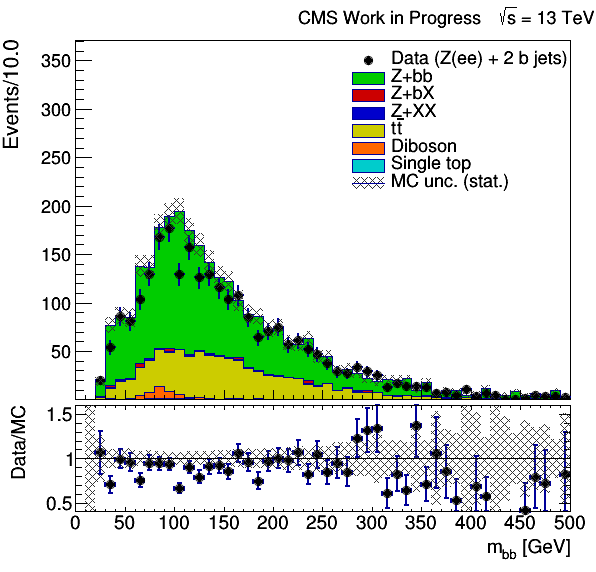 CMS Work in Progress √s = 13 TeV
Events/10.0
350
300
250
200
150
100
50
Data (Z(ee) + 2 b jets)
Z+bb
Z+bX
Z+XX
tt̄
Diboson
Single top
MC unc. (stat.)
Data/MC
1.5
1
0.5
0 50 100 150 200 250 300 350 400 450 500
m_bb [GeV]